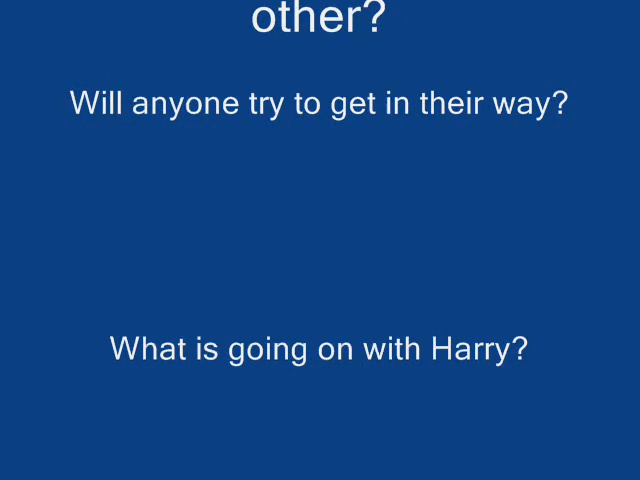 other?
Will anyone try to get in their way?
What is going on with Harry?